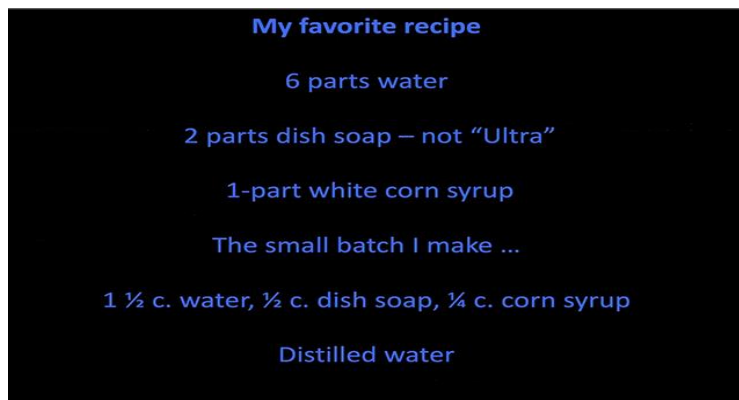 My favorite recipe
6 parts water
2 parts dish soap – not “Ultra”
1-part white corn syrup
The small batch I make ...
1 ½ c. water, ½ c. dish soap, ¼ c. corn syrup
Distilled water